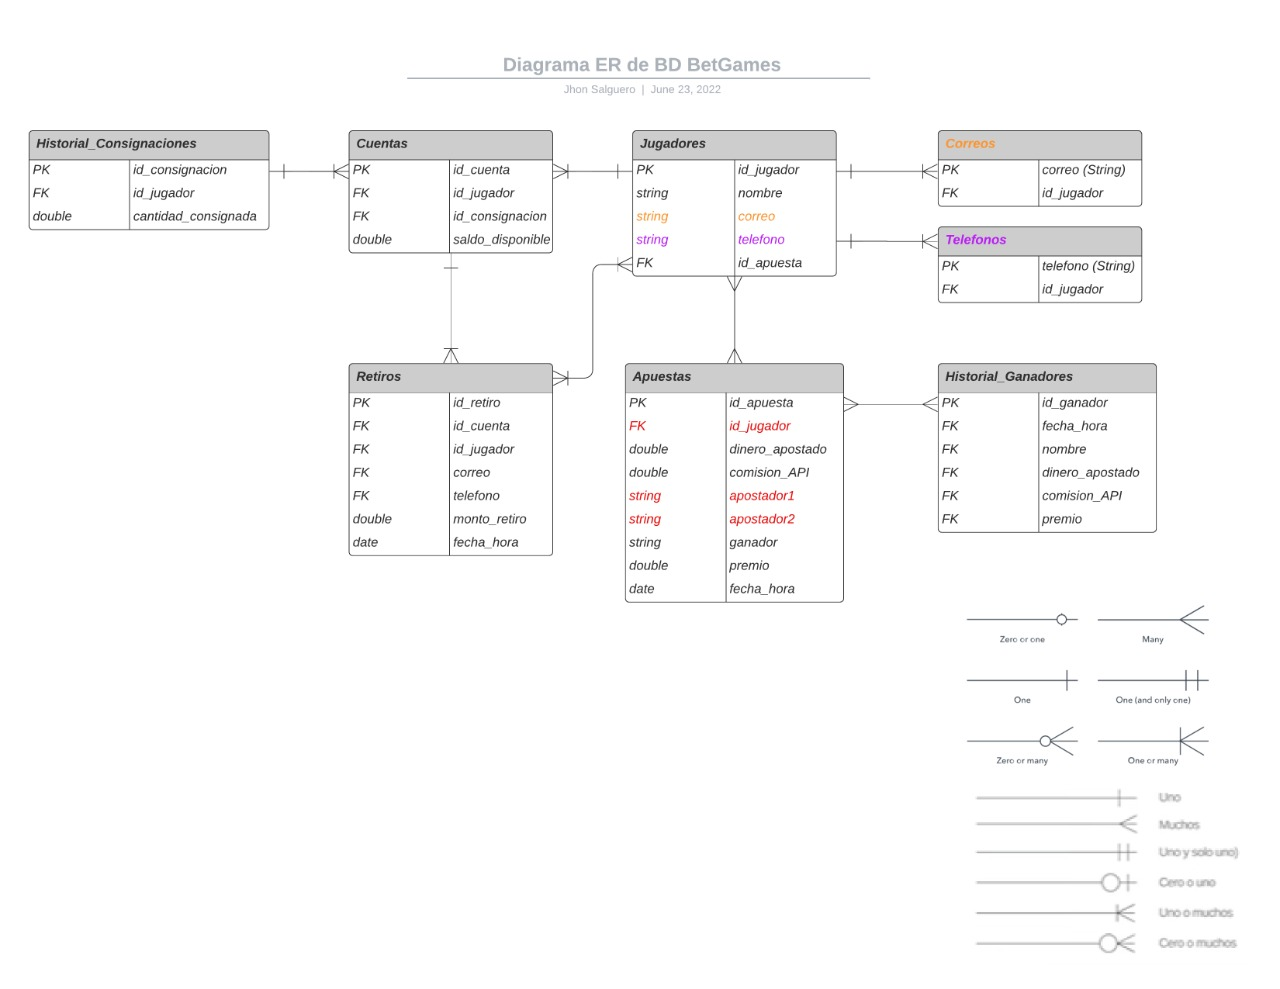 Diagrama ER de BD BetGames
Jhon Salguero | June 23, 2022
Historial_Consignaciones
PK id_consignacion
FK id_jugador
double cantidad_consignada
Cuentas
PK id_cuenta
FK id_jugador
FK id_consignacion
double saldo_disponible
Jugadores
PK id_jugador
string nombre
string correo
string telefono
FK id_apuesta
Correos
PK correo (String)
FK id_jugador
Telefonos
PK telefono (String)
FK id_jugador
Retiros
PK id_retiro
FK id_cuenta
FK id_jugador
FK correo
FK telefono
double monto_retiro
date fecha_hora
Apuestas
PK id_apuesta
FK id_jugador
double dinero_apostado
double comision_API
string apostador1
string apostador2
string ganador
double premio
date fecha_hora
Historial_Ganadores
PK id_ganador
FK fecha_hora
FK nombre
FK dinero_apostado
FK comision_API
FK premio
Zero or one
Many
One
One (and only one)
Zero or many
One or many
Uno
Muchos
Uno y solo uno)
Cero o uno
Uno o muchos
Cero o muchos